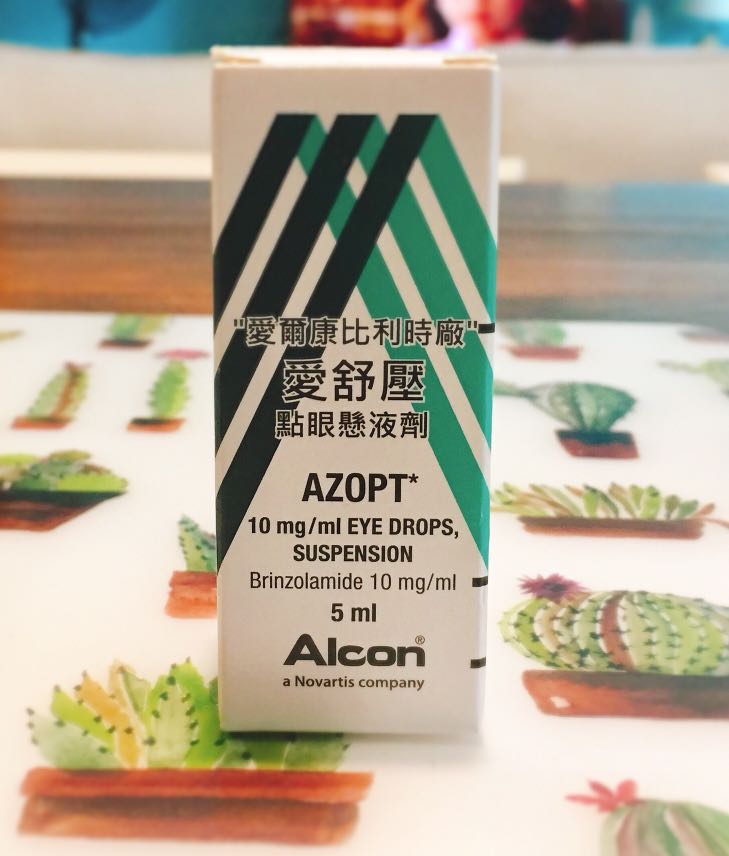 "愛爾康比利時廠"
愛舒壓
點眼懸液劑
AZOPT*
10 mg/ml EYE DROPS,
SUSPENSION
Brinzolamide 10 mg/ml
5 ml
Alcon®
a Novartis company